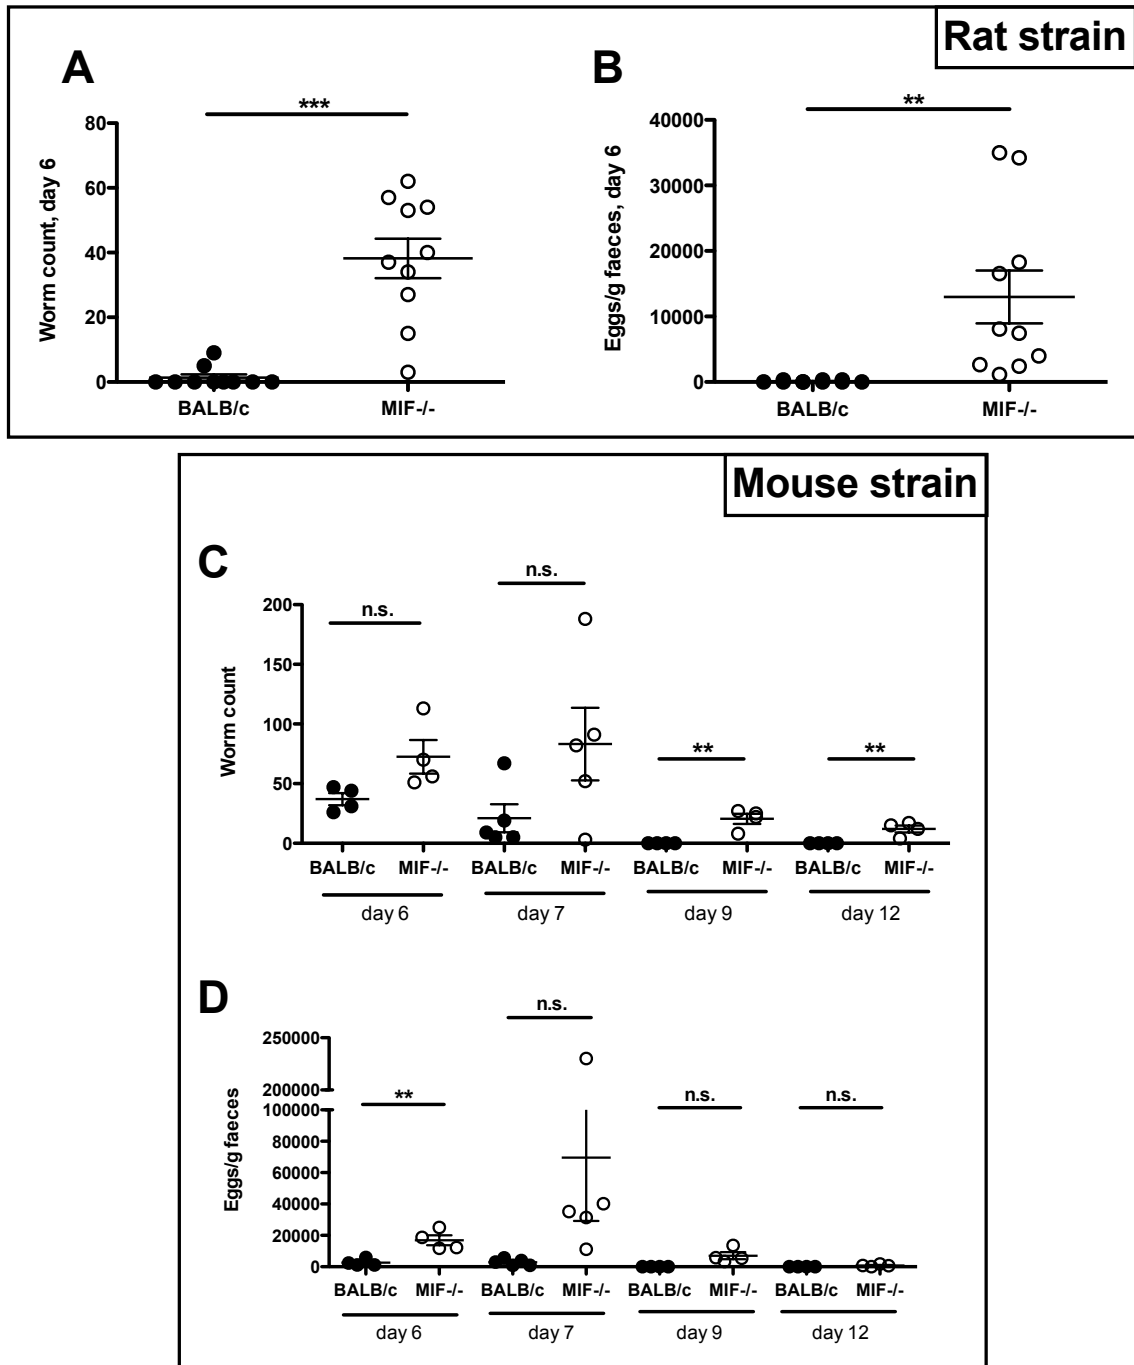 Rat strain
A
B
***
**
Worm count, day 6
80
60
40
20
0
BALB/c
MIF-/-
Eggs/g faeces, day 6
40000
30000
20000
10000
0
BALB/c
MIF-/-
Mouse strain
C
n.s.
n.s.
**
**
Worm count
200
150
100
50
0
BALB/c MIF-/- BALB/c MIF-/- BALB/c MIF-/- BALB/c MIF-/-
day 6 day 7 day 9 day 12
D
n.s.
**
n.s.
n.s.
Eggs/g faeces
250000
200000
100000
80000
60000
40000
20000
0
BALB/c MIF-/- BALB/c MIF-/- BALB/c MIF-/- BALB/c MIF-/-
day 6 day 7 day 9 day 12